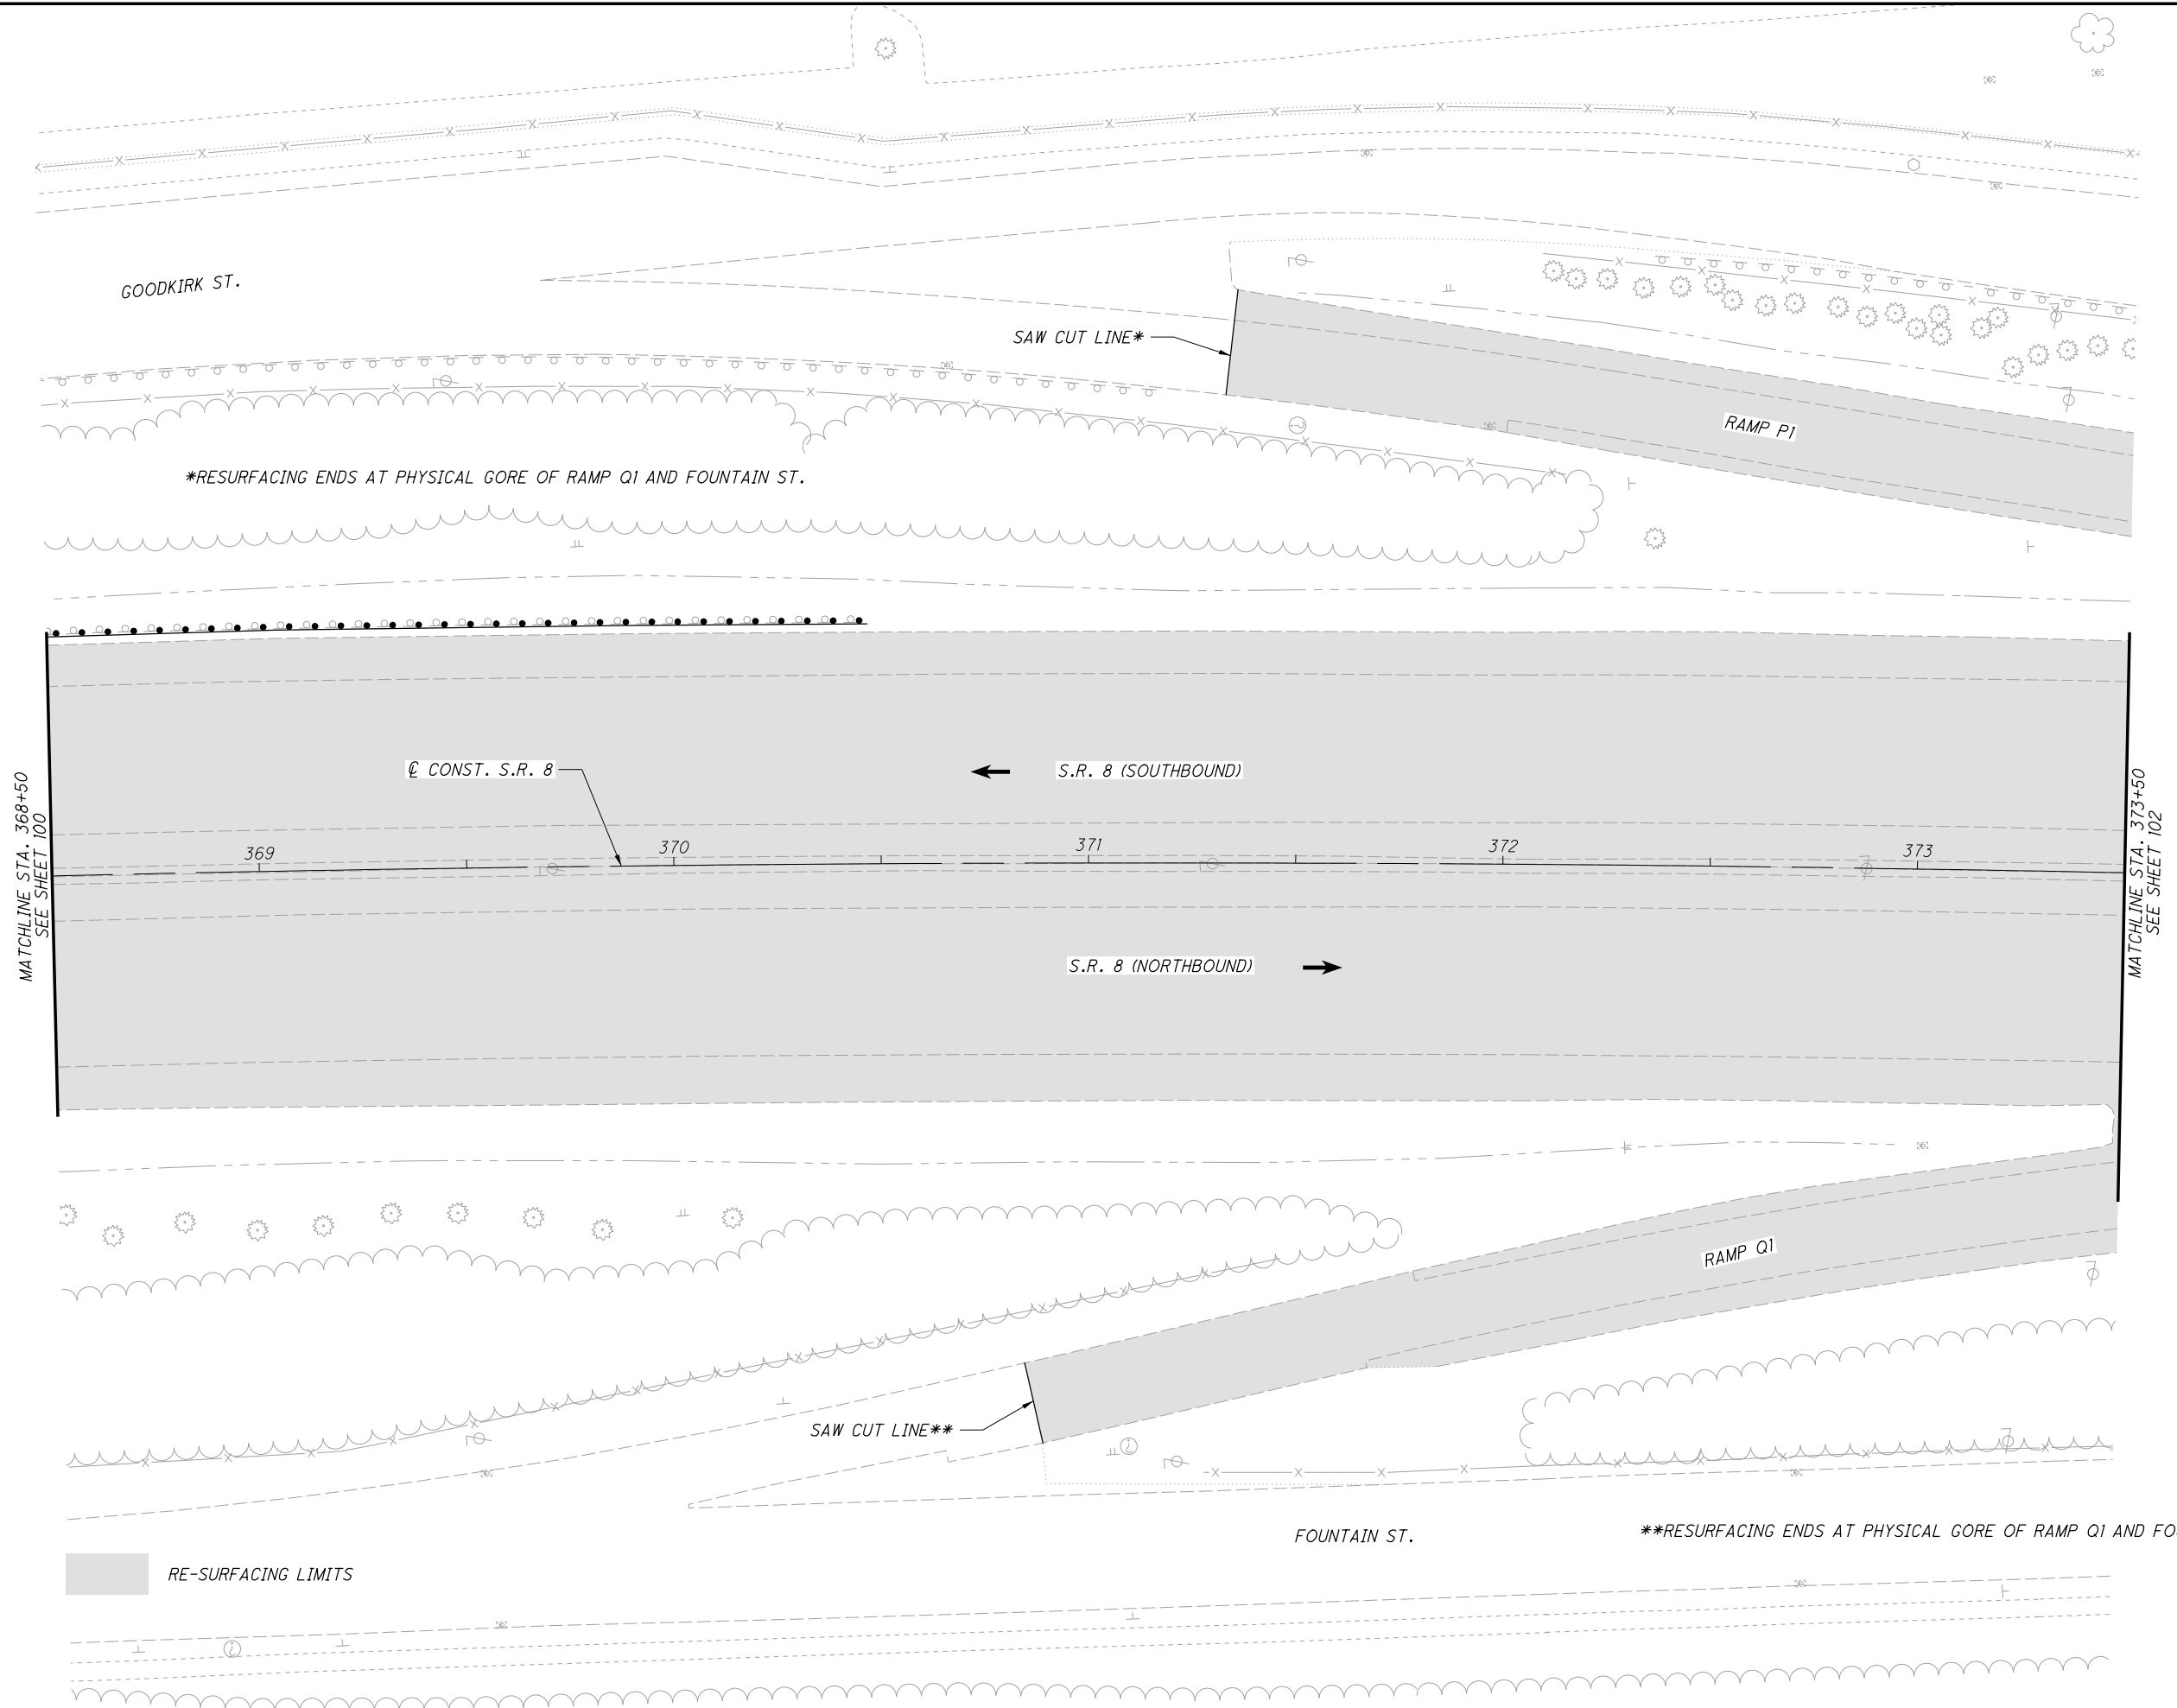 GOODKIRK ST.
SAW CUT LINE*
RAMP P1
*RESURFACING ENDS AT PHYSICAL GORE OF RAMP Q1 AND FOUNTAIN ST.
MATCHLINE STA. 368+50
SEE SHEET 100
℄ CONST. S.R. 8
S.R. 8 (SOUTHBOUND)
369
370
371
372
373
S.R. 8 (NORTHBOUND)
MATCHLINE STA. 373+50
SEE SHEET 102
RAMP Q1
SAW CUT LINE**
FOUNTAIN ST.
**RESURFACING ENDS AT PHYSICAL GORE OF RAMP Q1 AND
RE-SURFACING LIMITS